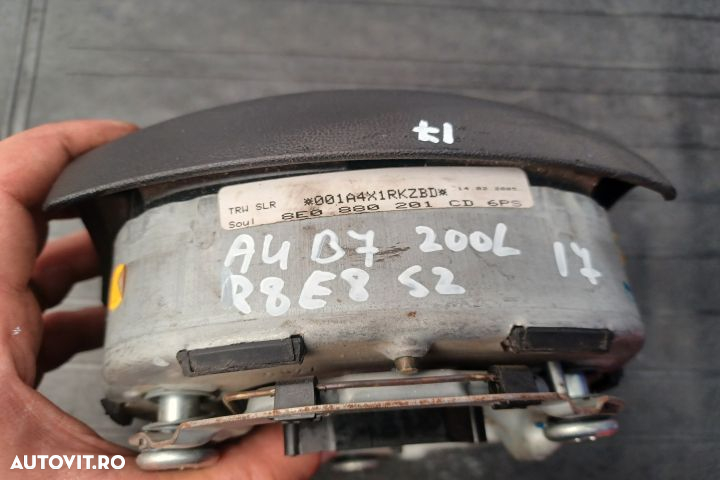 17
TRW SLR *001A4X1RKZBD* 14.02.2005
Soul 8E0 880 201 CD 6PS
A4 B7 2006 17
R8E8 S2
AUTOVIT.RO